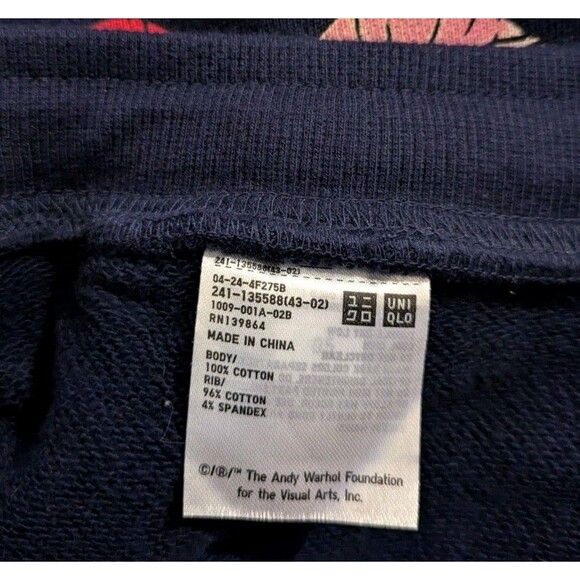 241-135588(43-02)
04-24-4F275B
241-135588(43-02)
1009-001A-02B
RN139864
MADE IN CHINA
ユニ
クロ
UNI
QLO
BODY/
100% COTTON
RIB/
96% COTTON
4% SPANDEX
©/®/™ The Andy Warhol Foundation
for the Visual Arts, Inc.